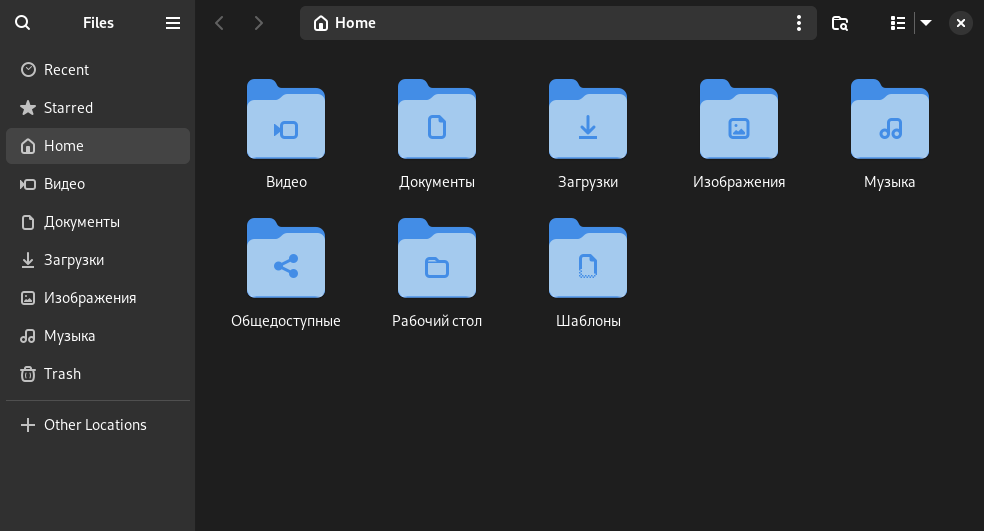 Files
Home
Recent
Starred
Home
Видео
Документы
Загрузки
Изображения
Музыка
Trash
Other Locations
Видео
Документы
Загрузки
Изображения
Музыка
Общедоступные
Рабочий стол
Шаблоны